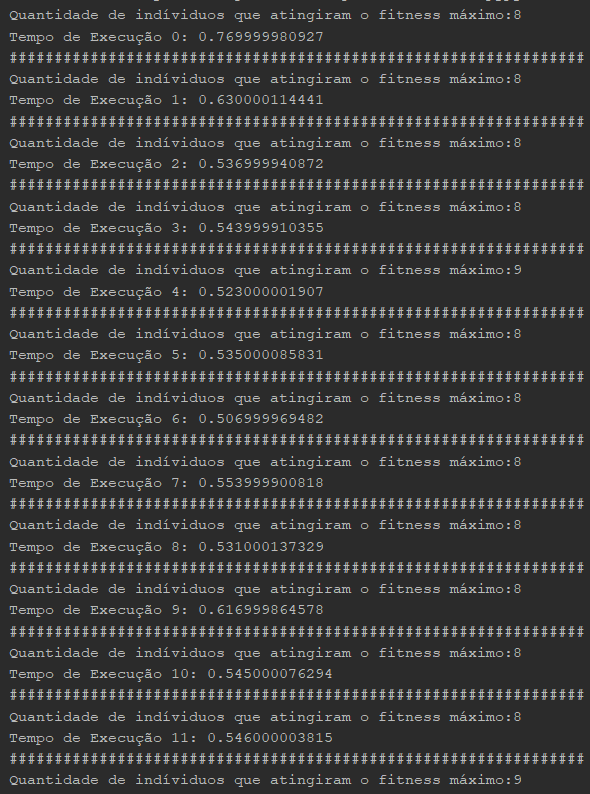 Quantidade de indíviduos que atingiram o fitness máximo:8
Tempo de Execução 0: 0.769999980927
################################################################
Quantidade de indíviduos que atingiram o fitness máximo:8
Tempo de Execução 1: 0.630000114441
################################################################
Quantidade de indíviduos que atingiram o fitness máximo:8
Tempo de Execução 2: 0.536999940872
################################################################
Quantidade de indíviduos que atingiram o fitness máximo:8
Tempo de Execução 3: 0.543999910355
################################################################
Quantidade de indíviduos que atingiram o fitness máximo:9
Tempo de Execução 4: 0.523000001907
################################################################
Quantidade de indíviduos que atingiram o fitness máximo:8
Tempo de Execução 5: 0.535000085831
################################################################
Quantidade de indíviduos que atingiram o fitness máximo:8
Tempo de Execução 6: 0.506999969482
################################################################
Quantidade de indíviduos que atingiram o fitness máximo:8
Tempo de Execução 7: 0.553999900818
################################################################
Quantidade de indíviduos que atingiram o fitness máximo:8
Tempo de Execução 8: 0.531000137329
################################################################
Quantidade de indíviduos que atingiram o fitness máximo:8
Tempo de Execução 9: 0.616999864578
################################################################
Quantidade de indíviduos que atingiram o fitness máximo:8
Tempo de Execução 10: 0.545000076294
################################################################
Quantidade de indíviduos que atingiram o fitness máximo:8
Tempo de Execução 11: 0.546000003815
################################################################
Quantidade de indíviduos que atingiram o fitness máximo:9